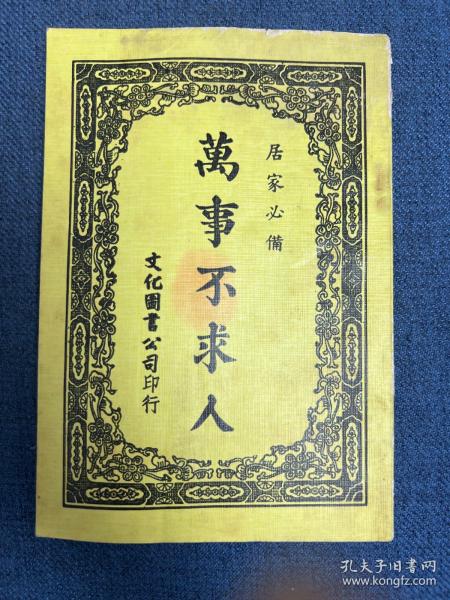 居家必備
萬事不求人
文化圖書公司印行
孔夫子旧书网
www.kongfz.com